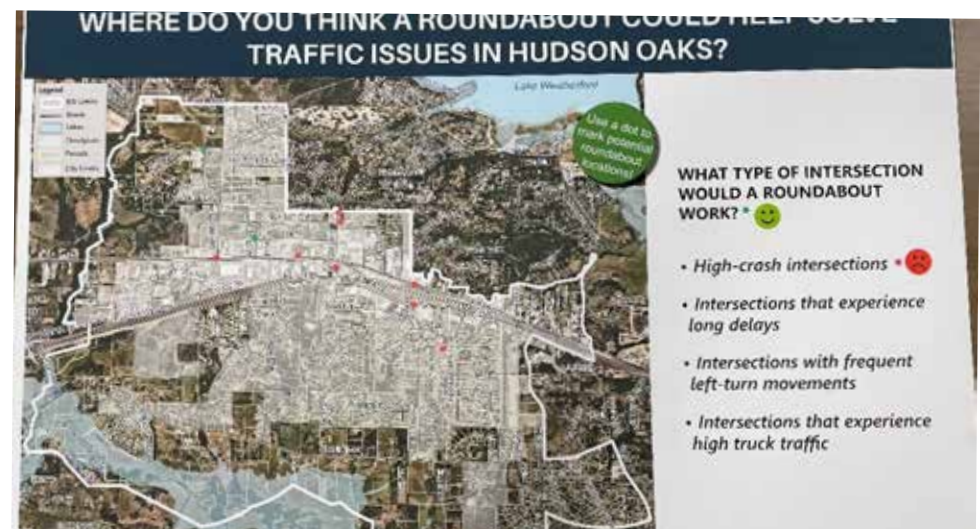 WHERE DO YOU THINK A ROUNDABOUT COULD HELP SOLVE
TRAFFIC ISSUES IN HUDSON OAKS?
Legend
Lake Weatherford
Use a dot to
mark potential
roundabout
locations!
WHAT TYPE OF INTERSECTION
WOULD A ROUNDABOUT
WORK?
• High-crash intersections
• Intersections that experience
long delays
• Intersections with frequent
left-turn movements
• Intersections that experience
high truck traffic